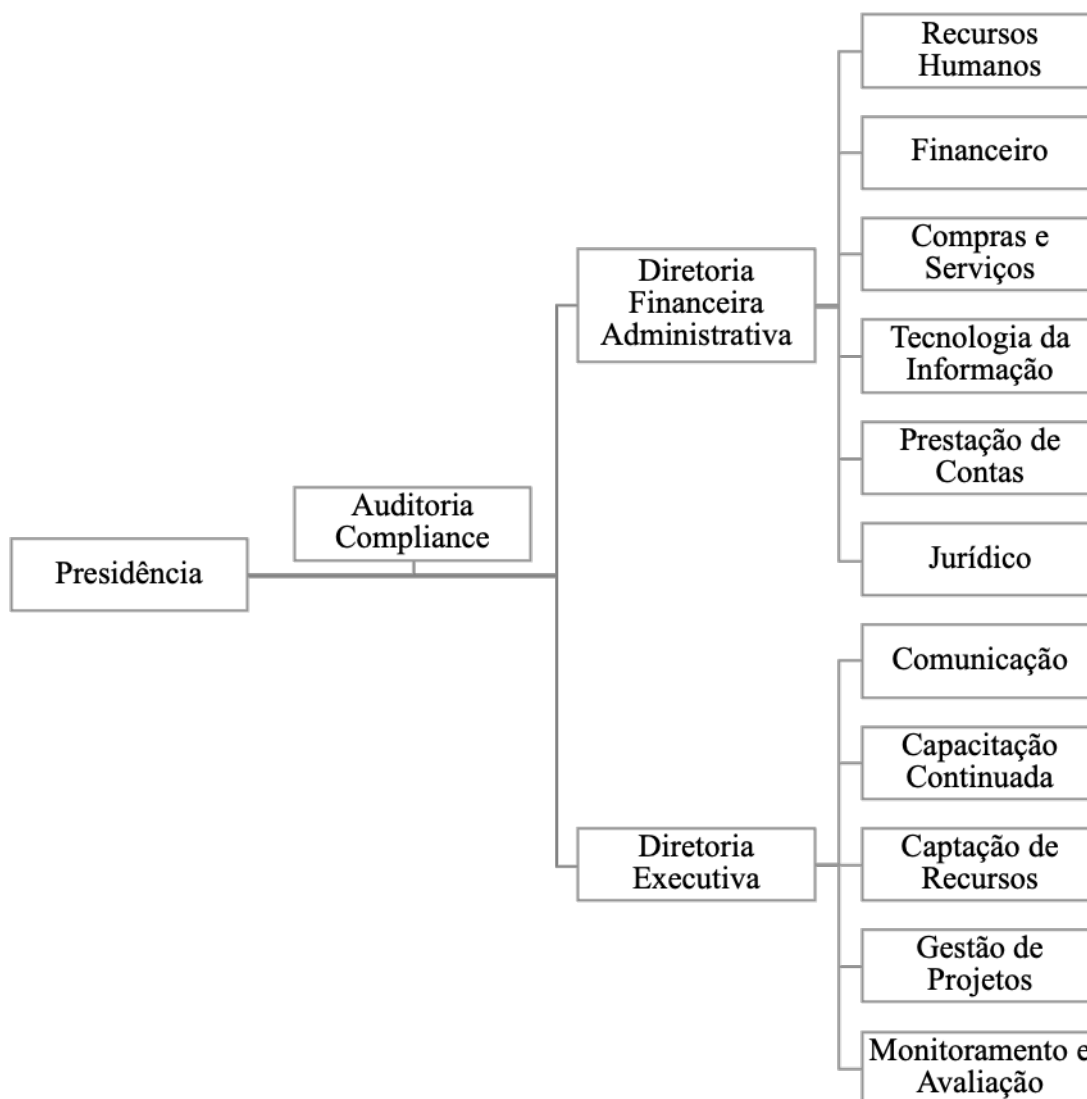 Presidência
Auditoria
Compliance
Diretoria
Financeira
Administrativa
Recursos
Humanos
Financeiro
Compras e
Serviços
Tecnologia da
Informação
Prestação de
Contas
Jurídico
Diretoria
Executiva
Comunicação
Capacitação
Continuada
Captação de
Recursos
Gestão de
Projetos
Monitoramento e
Avaliação